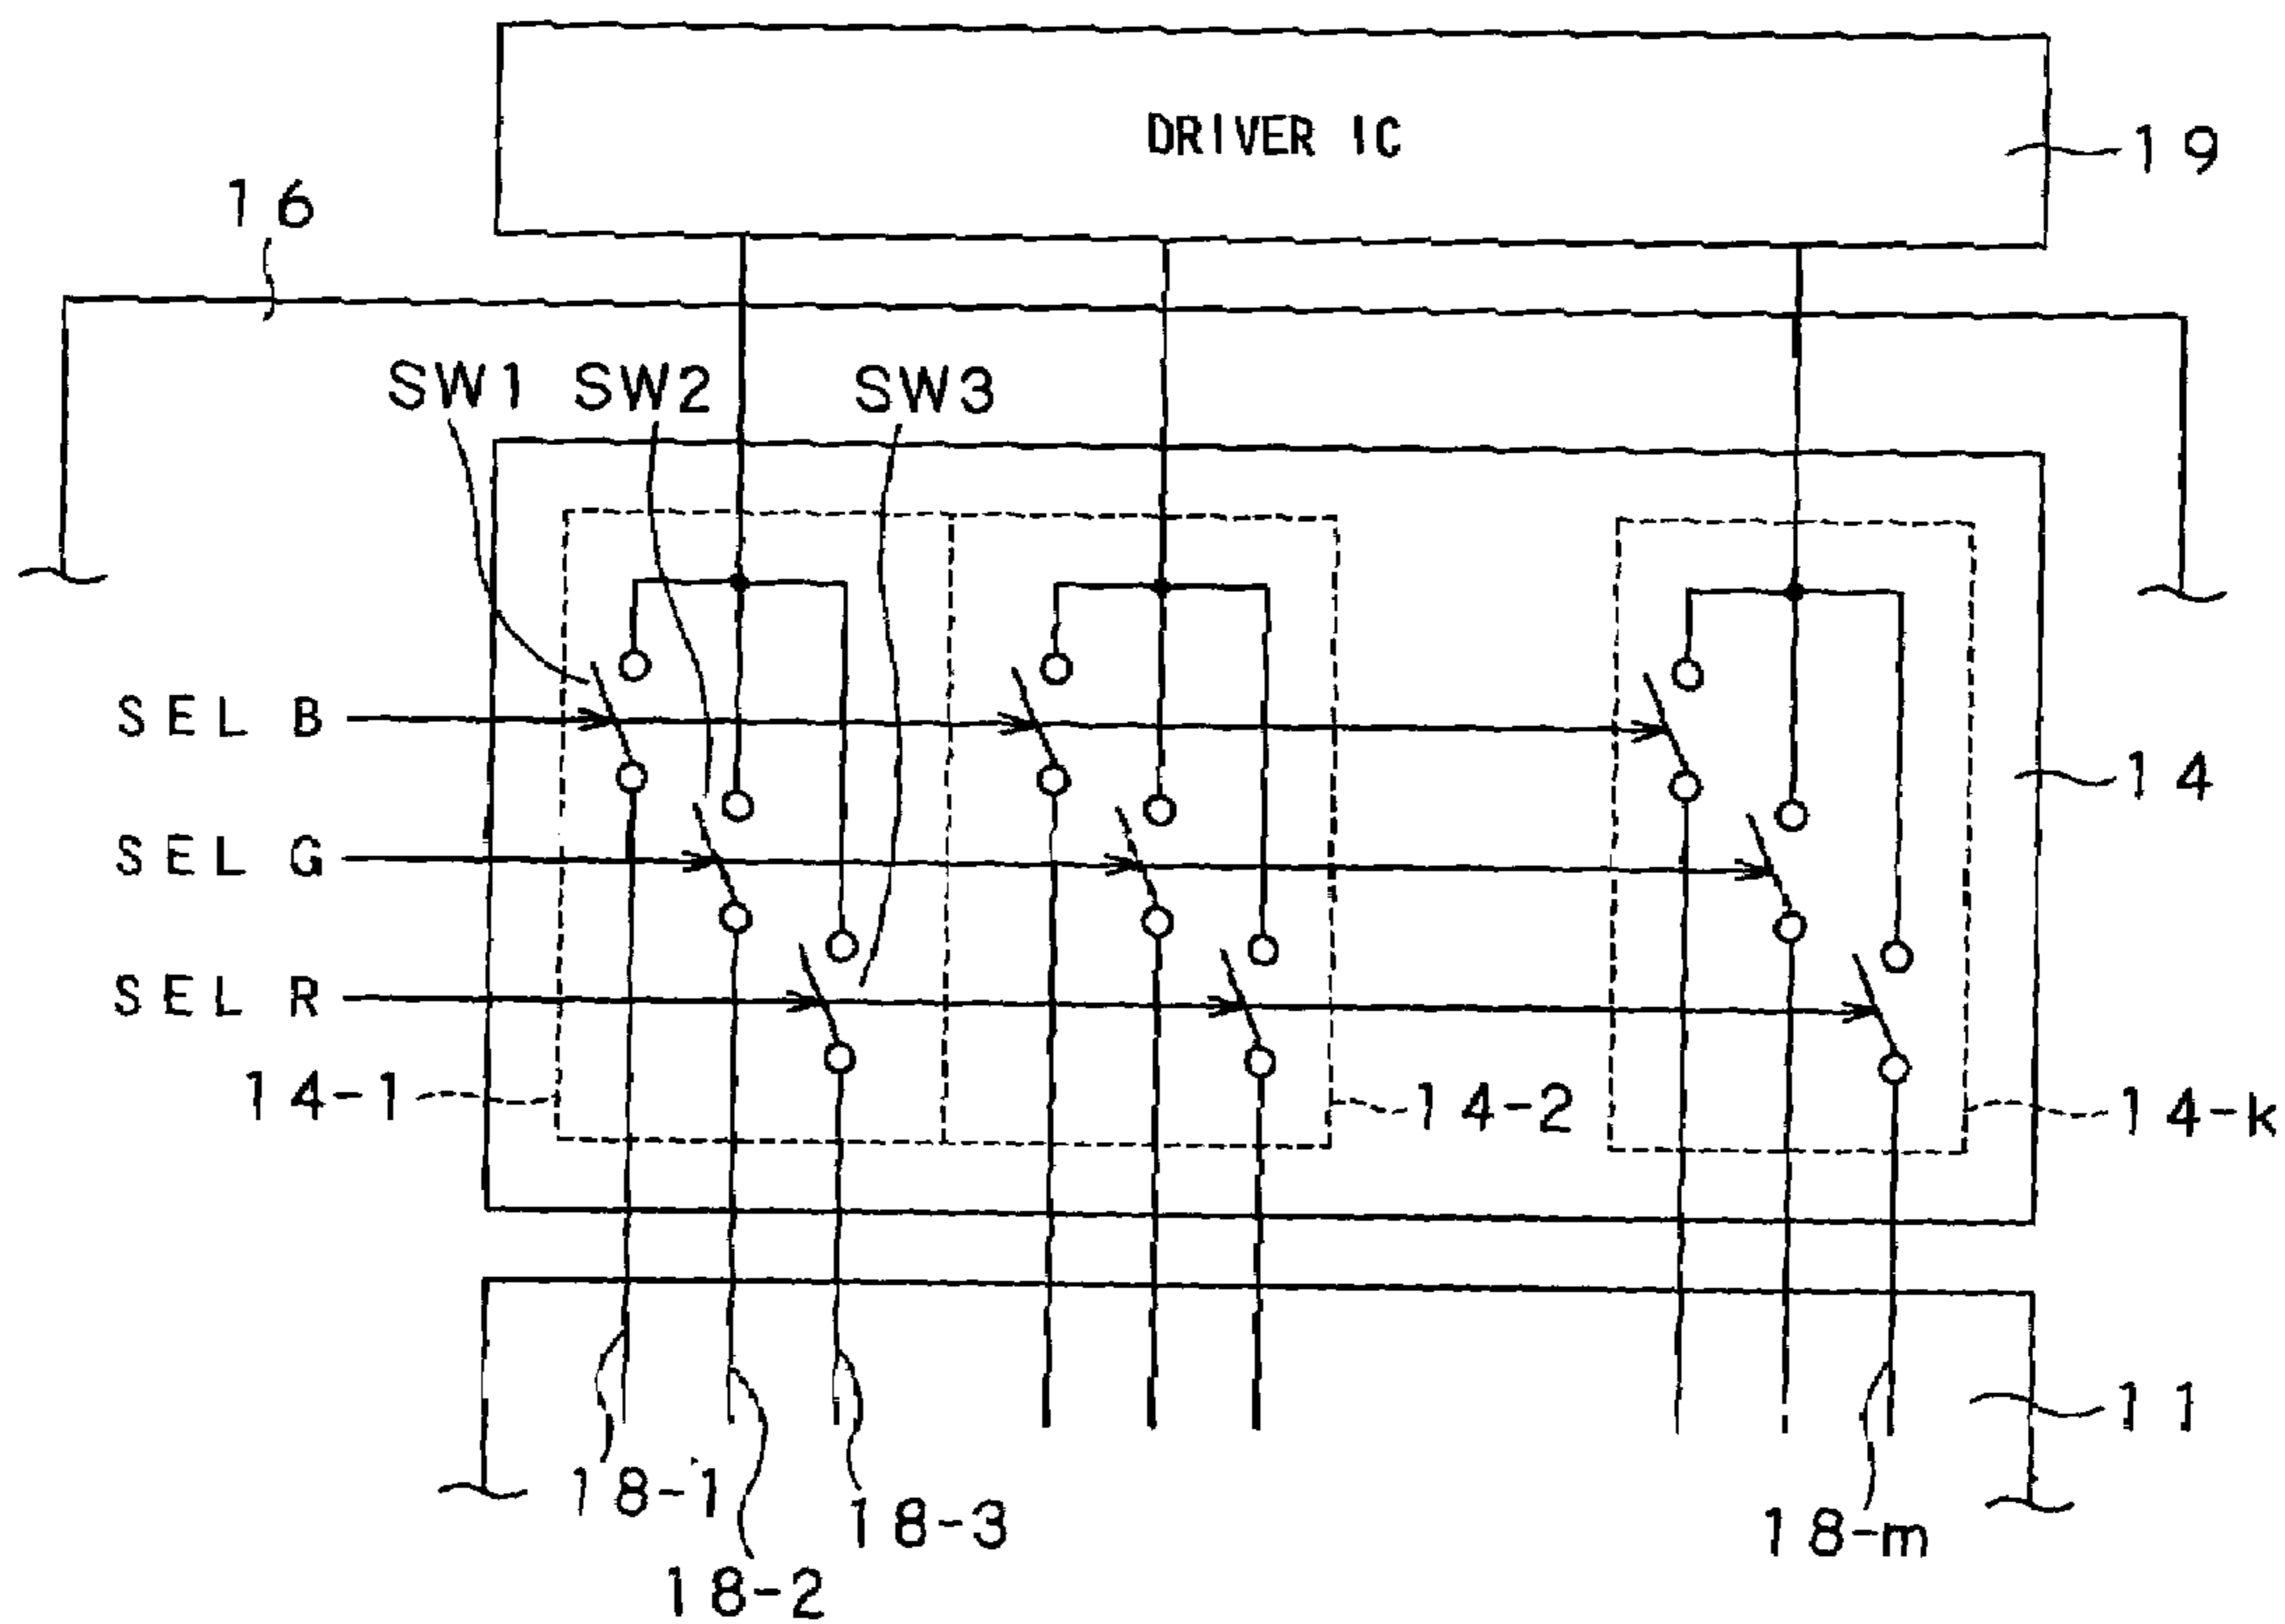 DRIVER IC
19
16
SW1 SW2 SW3
SEL B
14
SEL G
SEL R
14-1
14-2
14-k
11
18-1
18-3
18-m
18-2